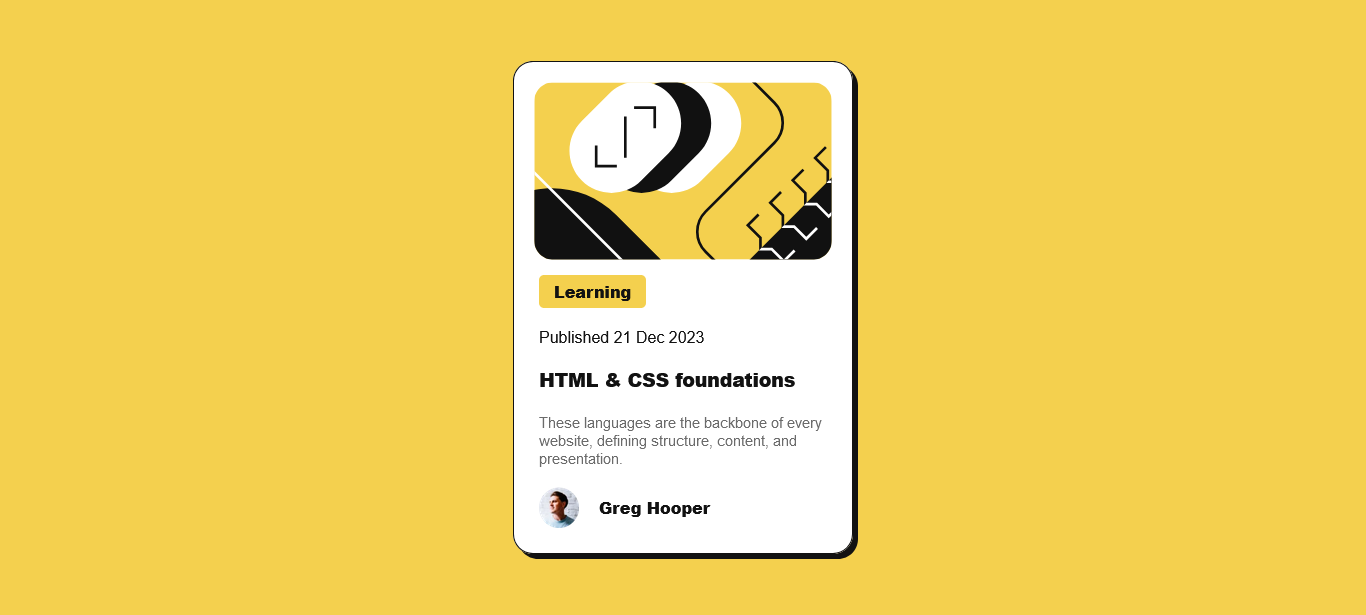 Learning
Published 21 Dec 2023
HTML & CSS foundations
These languages are the backbone of every
website, defining structure, content, and
presentation.
Greg Hooper